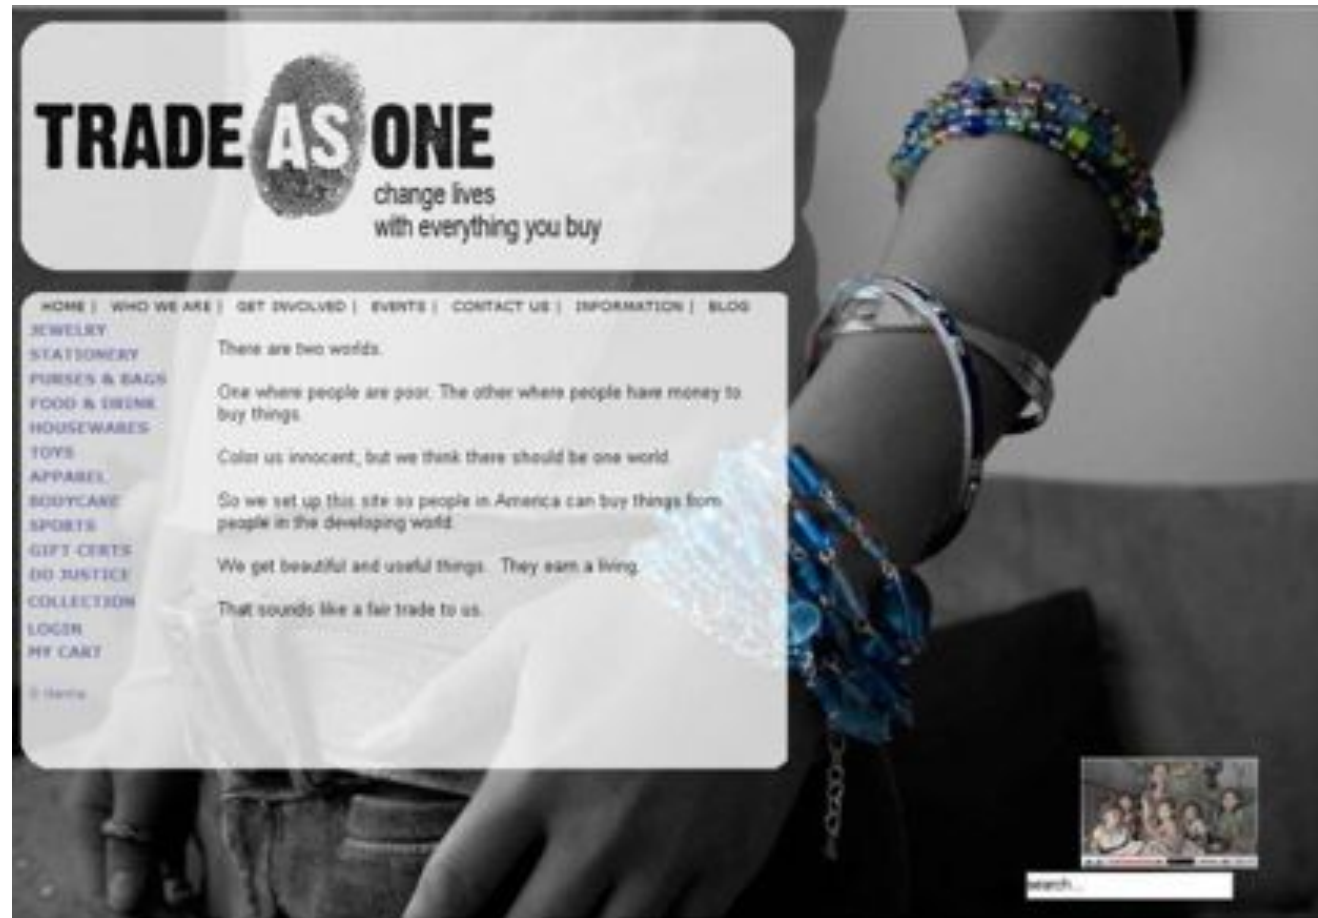 TRADE AS ONE
change lives
with everything you buy
HOME | WHO WE ARE | GET INVOLVED | EVENTS | CONTACT US | INFORMATION | BLOG
JEWELRY
STATIONERY
PURSES & BAGS
FOOD & DRINK
HOUSEWARES
TOYS
APPAREL
BODYCARE
SPORTS
GIFT CERTS
DO JUSTICE
COLLECTION
LOGIN
MY CART
0 items
There are two worlds.
One where people are poor. The other where people have money to
buy things.
Color us innocent, but we think there should be one world.
So we set up this site so people in America can buy things from
people in the developing world.
We get beautiful and useful things. They earn a living.
That sounds like a fair trade to us.
search...